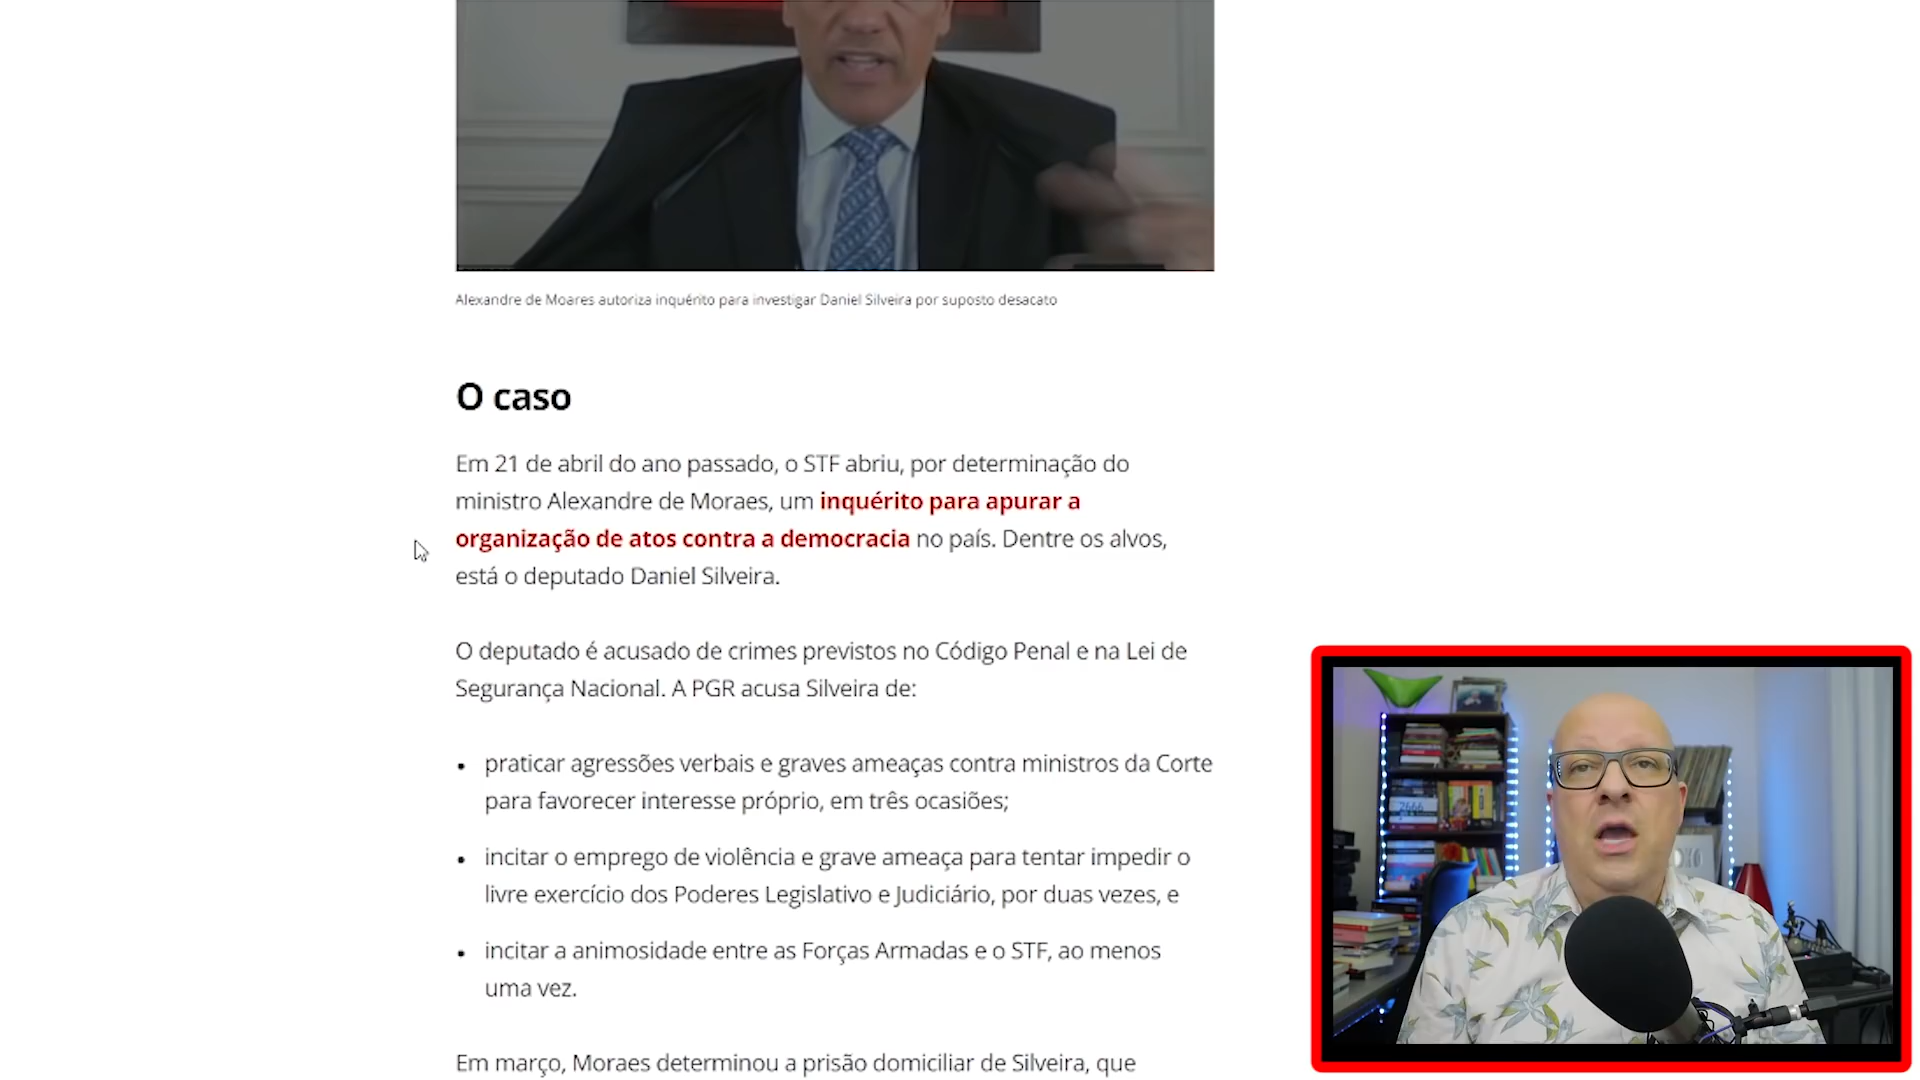 Alexandre de Moares autoriza inquérito para investigar Daniel Silveira por suposto desacato
O caso
Em 21 de abril do ano passado, o STF abriu, por determinação do
ministro Alexandre de Moraes, um inquérito para apurar a
organização de atos contra a democracia no país. Dentre os alvos,
está o deputado Daniel Silveira.
O deputado é acusado de crimes previstos no Código Penal e na Lei de
Segurança Nacional. A PGR acusa Silveira de:
• praticar agressões verbais e graves ameaças contra ministros da Corte
para favorecer interesse próprio, em três ocasiões;
• incitar o emprego de violência e grave ameaça para tentar impedir o
livre exercício dos Poderes Legislativo e Judiciário, por duas vezes, e
• incitar a animosidade entre as Forças Armadas e o STF, ao menos
uma vez.
Em março, Moraes determinou a prisão domiciliar de Silveira, que
2666